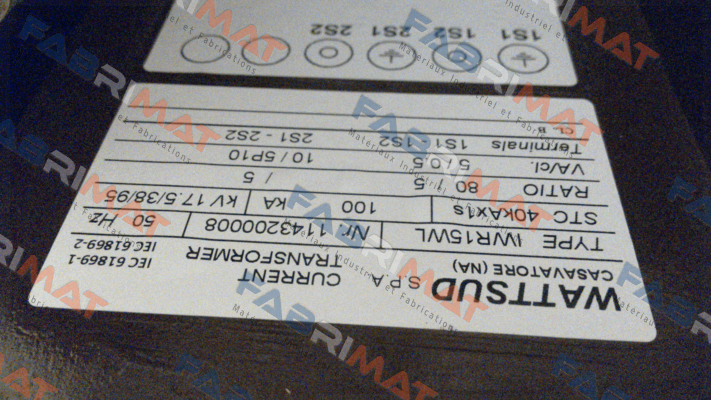 WATTSUD S.P.A.
CASAVATORE (NA)
CURRENT TRANSFORMER
IEC 61869-1
IEC 61869-2
TYPE IWR15WL Nr 1143200008 50 Hz
STC 40kAx1s 100 kA kV 17.5/38/95
RATIO 80 / 5 / 5
VA/cl. 5 / 0.5 10 / 5P10
Terminals 1S1 - 1S2 2S1 - 2S2
CL. B
1S1 1S2 2S1 2S2
FABRIMAT
Matériaux Industriel et Fabrications